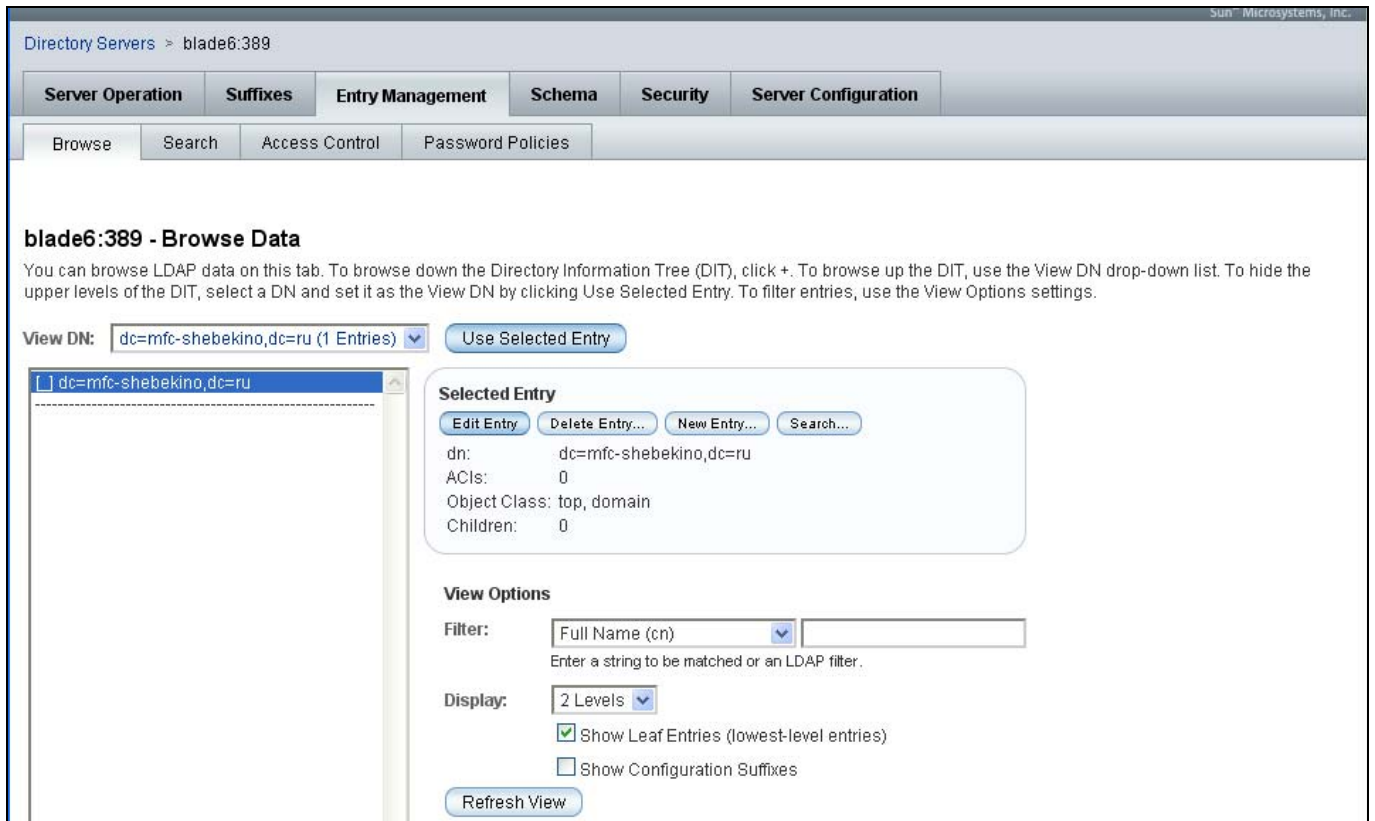 Sun™ Microsystems, Inc.
Directory Servers > blade6:389
Server Operation Suffixes Entry Management Schema Security Server Configuration
Browse Search Access Control Password Policies
blade6:389 - Browse Data
You can browse LDAP data on this tab. To browse down the Directory Information Tree (DIT), click +. To browse up the DIT, use the View DN drop-down list. To hide the
upper levels of the DIT, select a DN and set it as the View DN by clicking Use Selected Entry. To filter entries, use the View Options settings.
View DN: dc=mfc-shebekino,dc=ru (1 Entries) Use Selected Entry
[_] dc=mfc-shebekino,dc=ru
Selected Entry
Edit Entry Delete Entry... New Entry... Search...
dn: dc=mfc-shebekino,dc=ru
ACIs: 0
Object Class: top, domain
Children: 0
View Options
Filter: Full Name (cn)
Enter a string to be matched or an LDAP filter.
Display: 2 Levels
Show Leaf Entries (lowest-level entries)
Show Configuration Suffixes
Refresh View